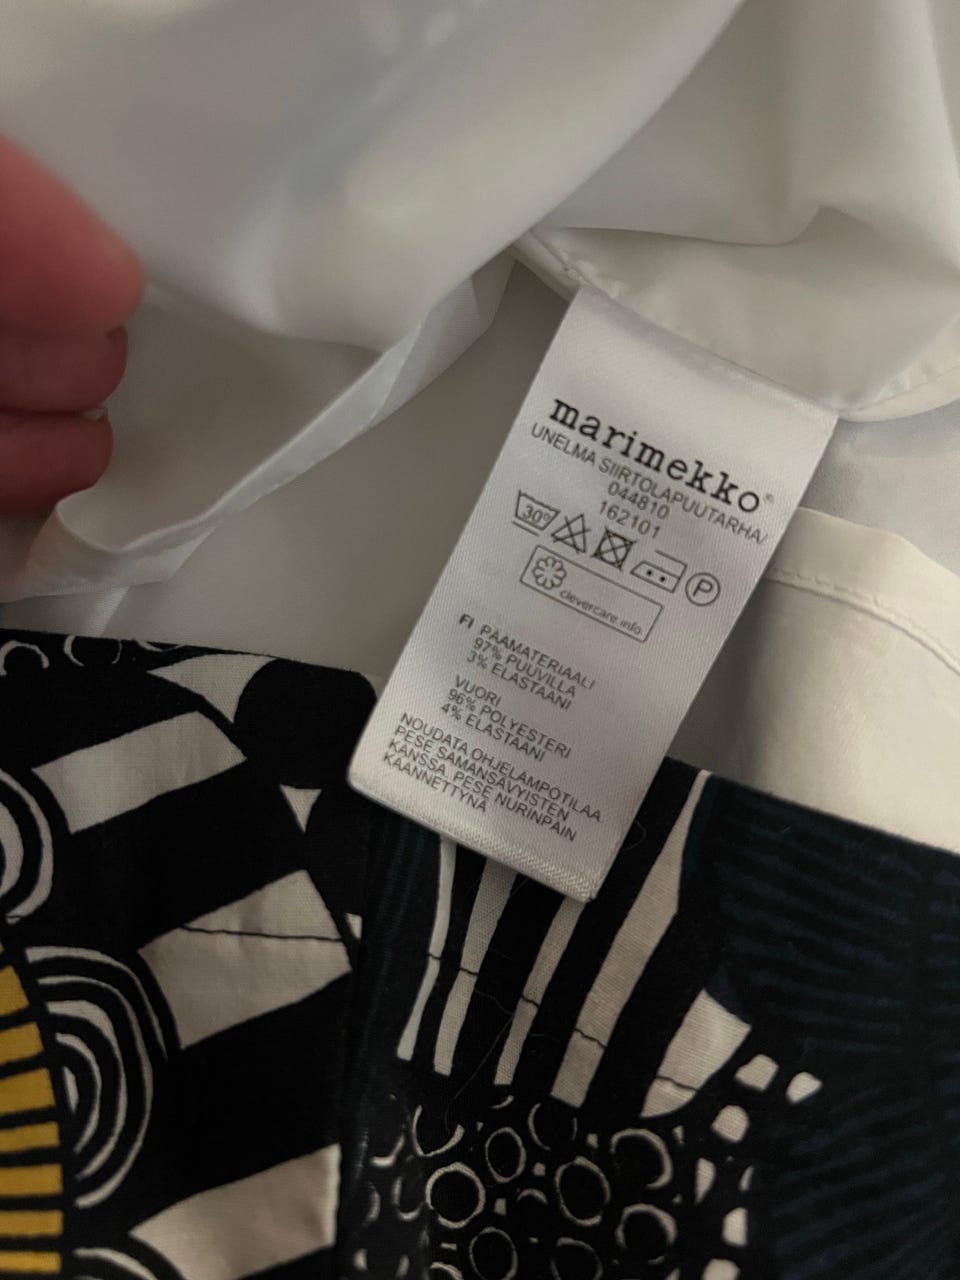 marimekko®
UNELMA SIIRTOLAPUUTARHA/
044810
162101
30°
P
clevercare.info
FI PÄÄMATERIAALI
97% PUUVILLA
3% ELASTAANI
VUORI
96% POLYESTERI
4% ELASTAANI
NOUDATA OHJELAMPOTILAA
PESE SAMANSÄVYISTEN
KANSSA. PESE NURINPÄIN
KÄÄNNETTYNÄ